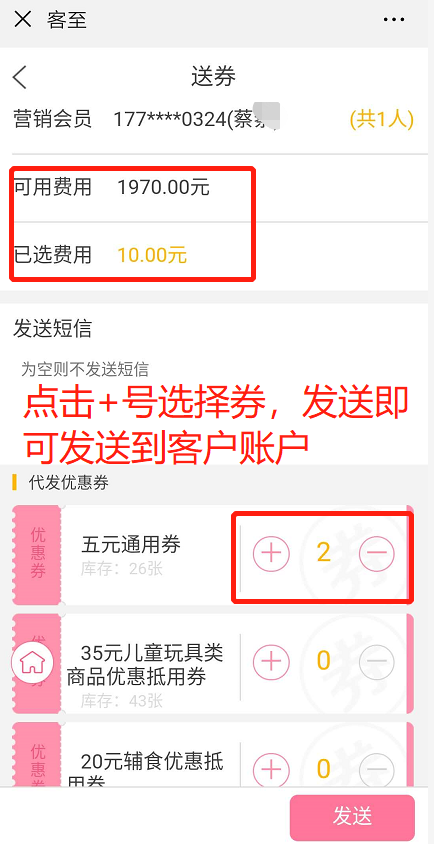 客至
送券
营销会员 177****0324(蔡 (共1人)
可用费用 1970.00元
已选费用 10.00元
发送短信
为空则不发送短信
点击+号选择券，发送即
可发送到客户账户
代发优惠券
优惠券
五元通用券
2
库存：26张
35元儿童玩具类
商品优惠抵用券
0
库存：43张
优惠券
20元辅食优惠抵
用券
0
发送